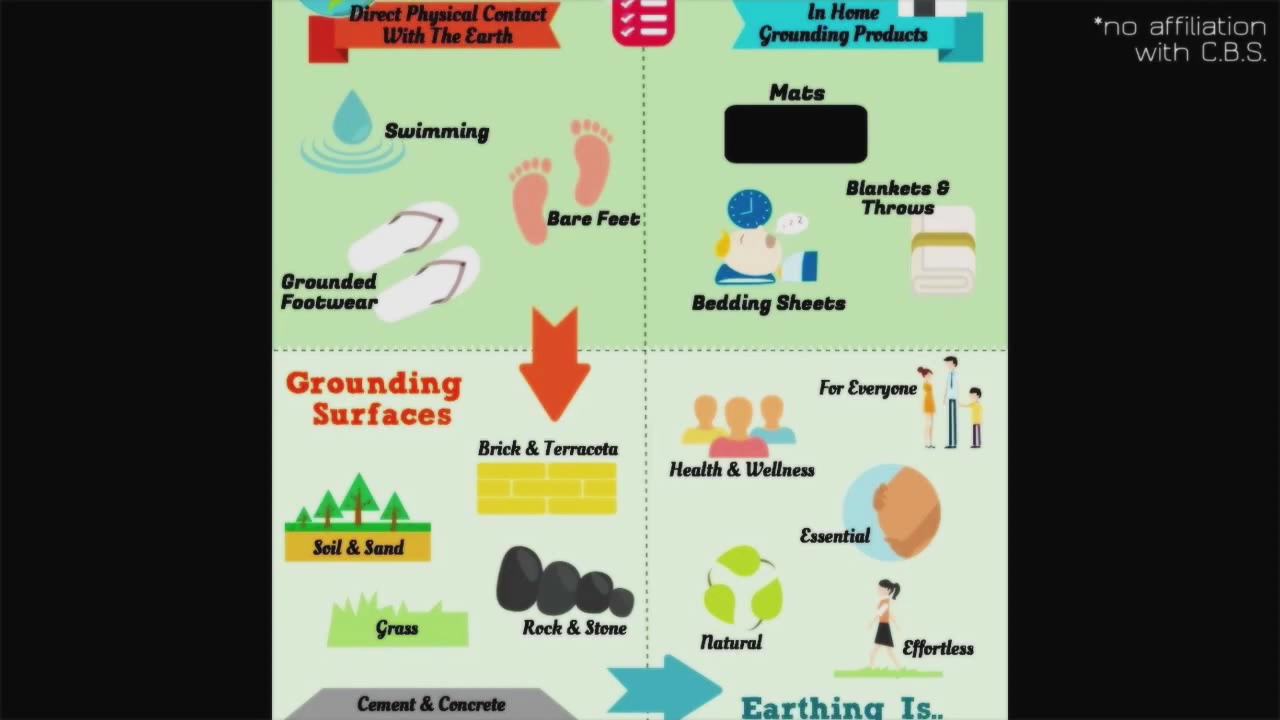 Direct Physical Contact
With The Earth
In Home
Grounding Products
*no affiliation
with C.B.S.
Swimming
Bare Feet
Grounded
Footwear
Mats
Blankets &
Throws
z z z
Bedding Sheets
Grounding
Surfaces
Brick & Terracota
Soil & Sand
Grass
Rock & Stone
Cement & Concrete
For Everyone
Health & Wellness
Essential
Natural
Effortless
Earthing Is..